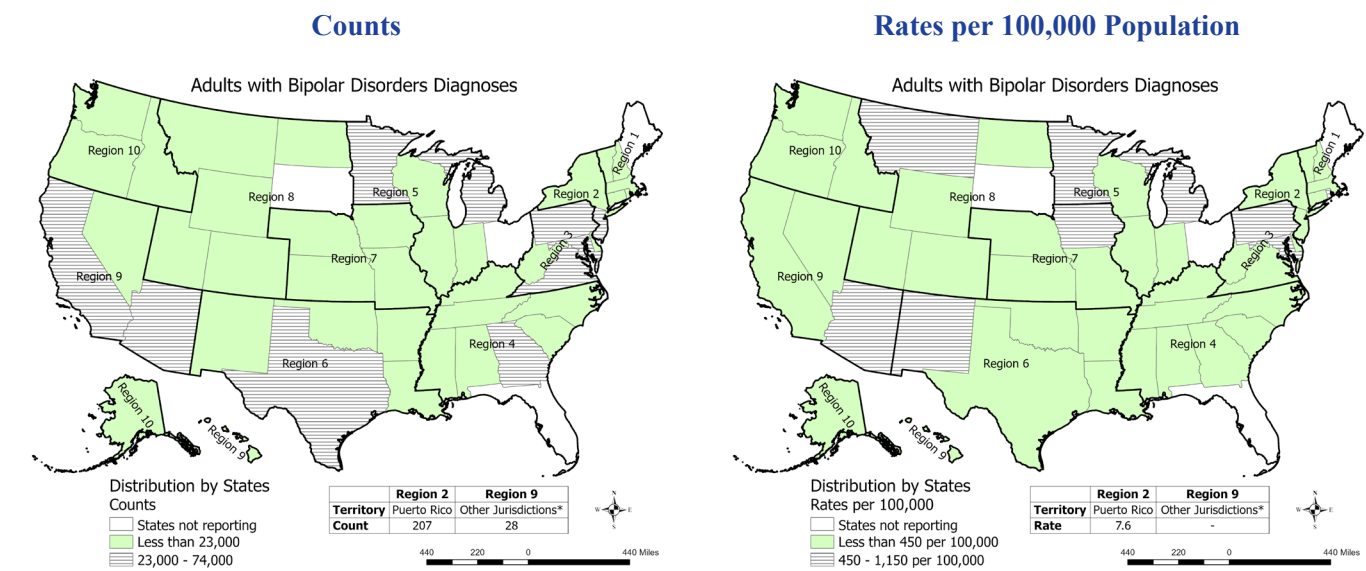 Counts
Adults with Bipolar Disorders Diagnoses
Region 1
Region 10
Region 2
Region 5
Region 8
Region 3
Region 7
Region 9
Region 4
Region 6
Region 10
Region 9
Distribution by States
Counts
States not reporting
Less than 23,000
23,000 - 74,000
Region 2 Region 9
Territory Puerto Rico Other Jurisdictions*
Count 207 28
N
W E
S
440 220 0 440 Miles
Rates per 100,000 Population
Adults with Bipolar Disorders Diagnoses
Region 1
Region 10
Region 2
Region 5
Region 8
Region 3
Region 7
Region 9
Region 4
Region 6
Region 10
Region 9
Distribution by States
Rates per 100,000
States not reporting
Less than 450 per 100,000
450 - 1,150 per 100,000
Region 2 Region 9
Territory Puerto Rico Other Jurisdictions*
Rate 7.6 -
N
W E
S
440 220 0 440 Miles